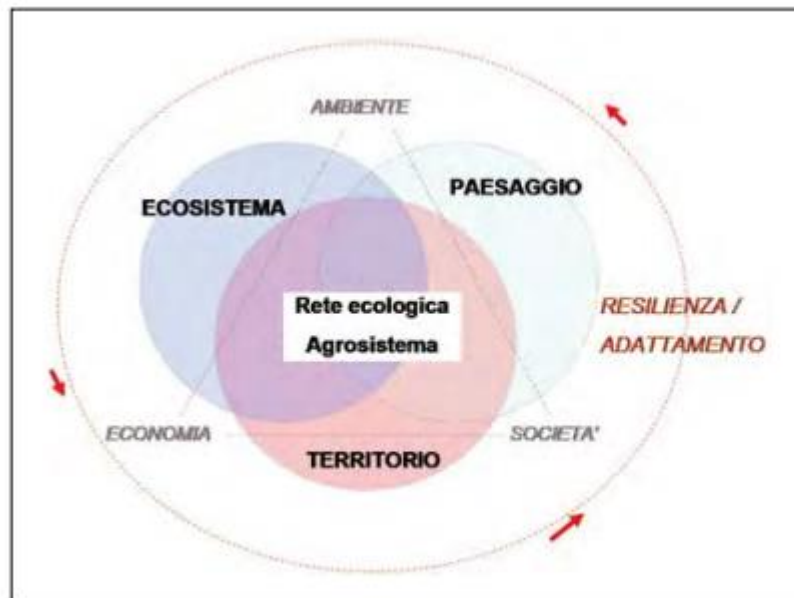 AMBIENTE
PAESAGGIO
ECOSISTEMA
Rete ecologica
Agrosistema
RESILIENZA /
ADATTAMENTO
ECONOMIA
SOCIETA'
TERRITORIO